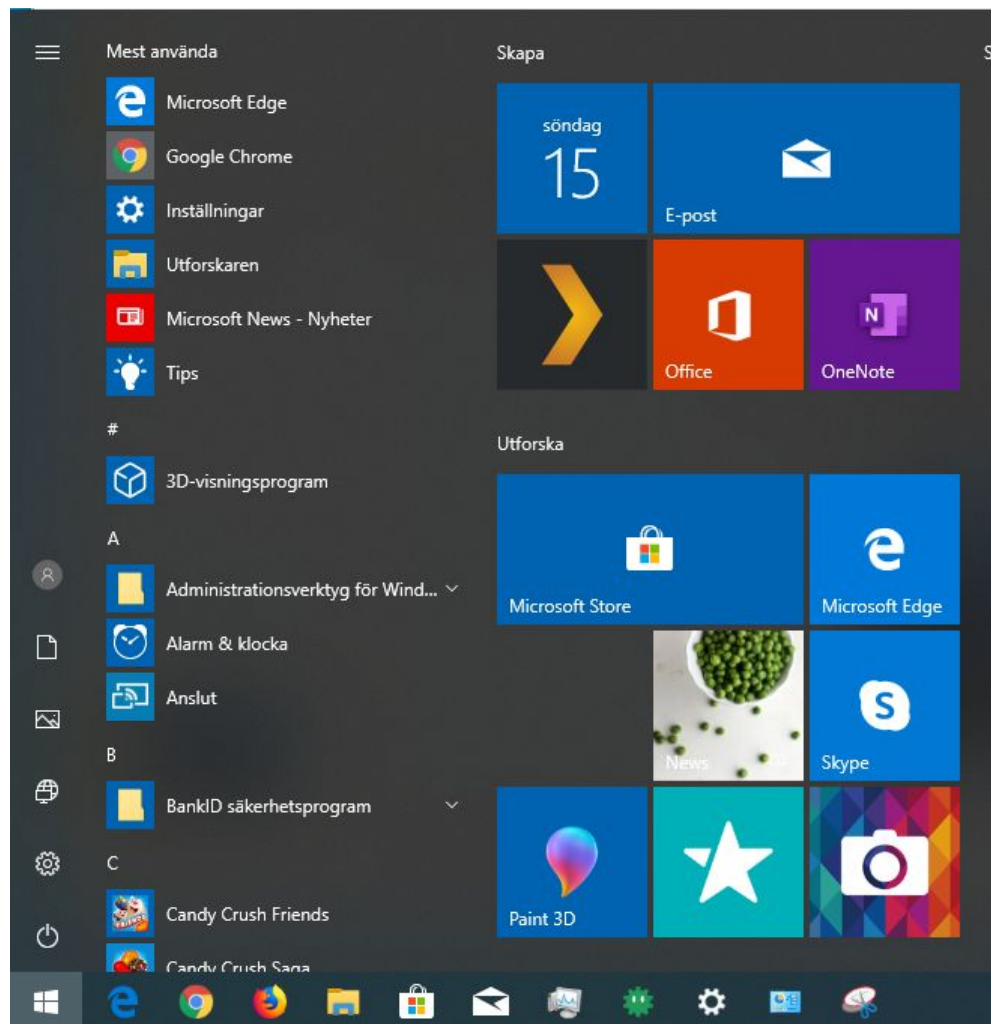 Mest använda
Microsoft Edge
Google Chrome
Inställningar
Utforskaren
Microsoft News - Nyheter
Tips
#
3D-visningsprogram
A
Administrationsverktyg för Wind...
Alarm & klocka
Anslut
B
BankID säkerhetsprogram
C
Candy Crush Friends
Candy Crush Saga
Skapa
söndag
15
E-post
Office
N
OneNote
Utforska
Microsoft Store
Microsoft Edge
News
S
Skype
Paint 3D
S